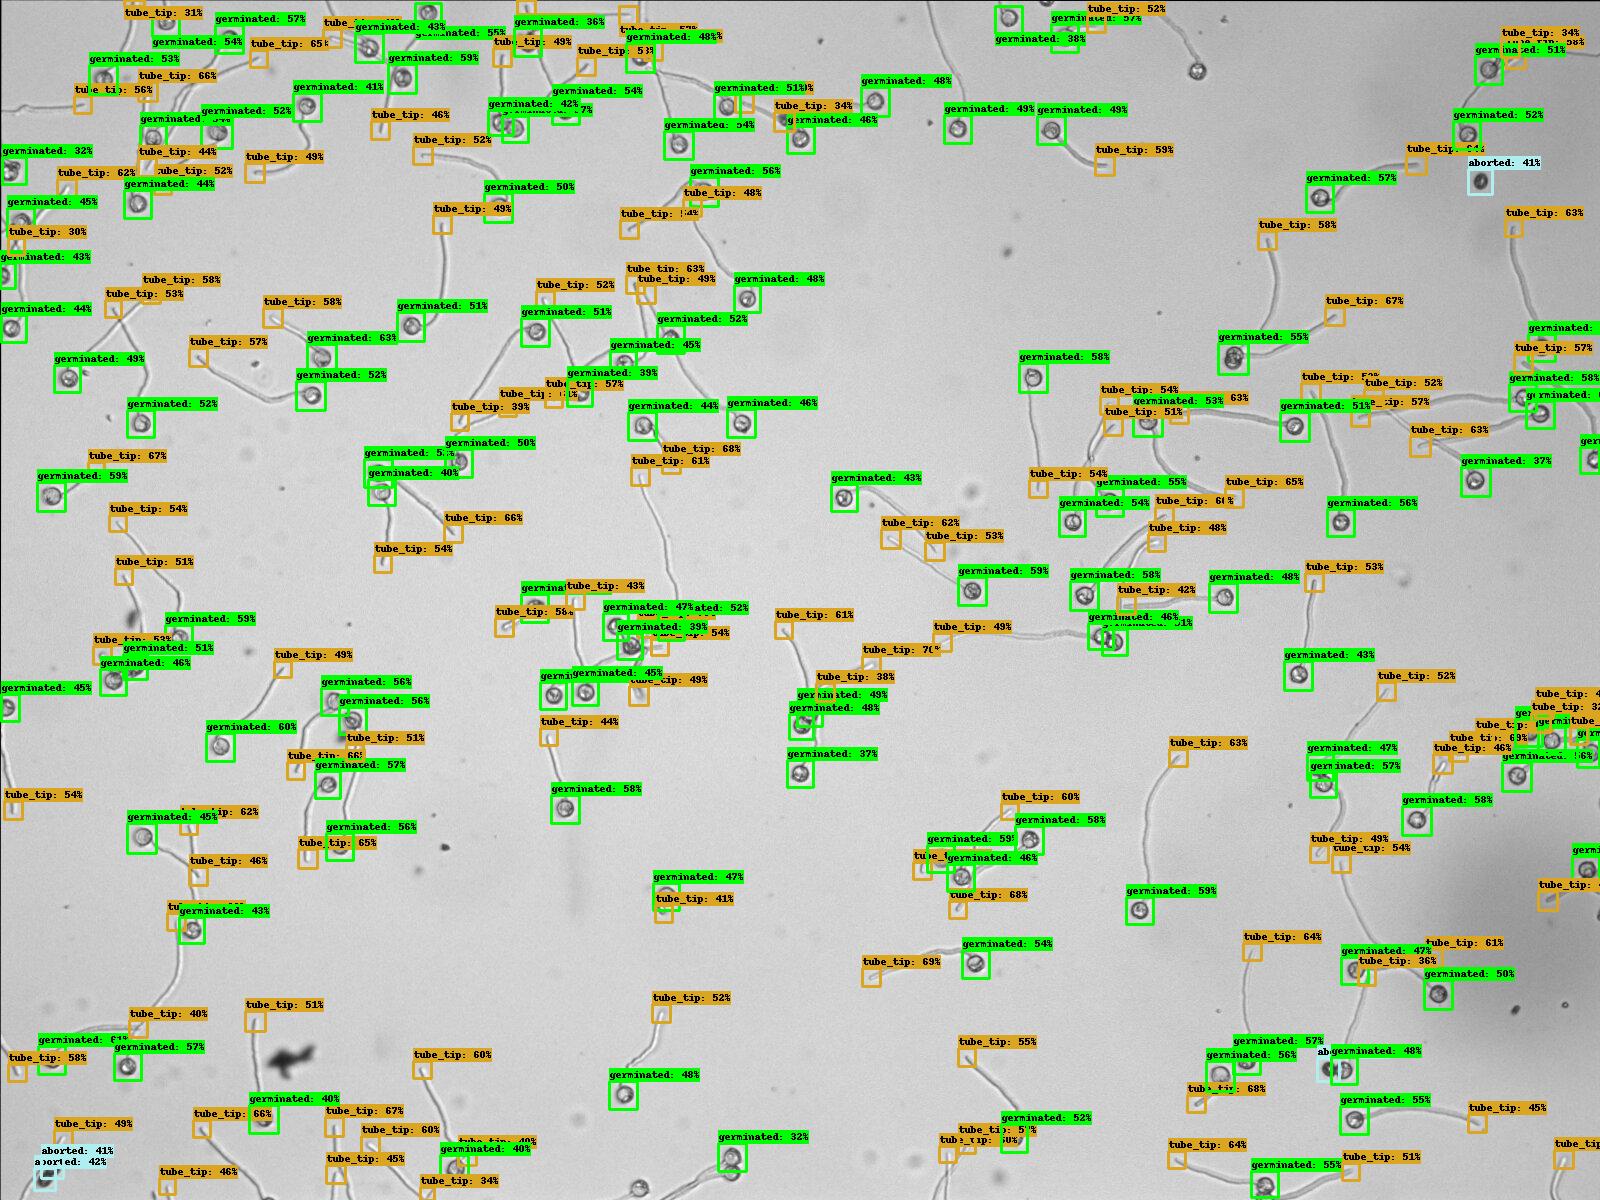 tube_tip: 31%
germinated: 57%
germinated: 43%
germinated: 36%
tube_tip: 52%
germinated: 54%
tube_tip: 65%
tube_tip: 49%
germinated: 48%
germinated: 38%
tube_tip: 34%
germinated: 53%
germinated: 59%
germinated: 51%
tube_tip: 66%
germinated: 41%
germinated: 54%
germinated: 51%
germinated: 48%
tube_tip: 56%
germinated: 52%
germinated: 42%
tube_tip: 34%
germinated: 49%
germinated: 49%
tube_tip: 46%
germinated: 46%
germinated: 52%
germinated: 32%
tube_tip: 44%
tube_tip: 49%
tube_tip: 52%
tube_tip: 59%
aborted: 41%
tube_tip: 62%
tube_tip: 52%
germinated: 44%
germinated: 50%
germinated: 56%
germinated: 57%
germinated: 45%
tube_tip: 49%
tube_tip: 48%
tube_tip: 63%
tube_tip: 30%
tube_tip: 58%
germinated: 43%
tube_tip: 58%
tube_tip: 53%
tube_tip: 52%
tube_tip: 63%
tube_tip: 49%
germinated: 48%
germinated: 44%
tube_tip: 58%
germinated: 51%
germinated: 51%
germinated: 52%
tube_tip: 67%
tube_tip: 57%
germinated: 63%
germinated: 45%
germinated: 55%
tube_tip: 57%
germinated: 49%
germinated: 52%
germinated: 39%
germinated: 58%
germinated: 58%
germinated: 52%
tube_tip: 39%
tube_tip: 57%
germinated: 44%
germinated: 46%
tube_tip: 54%
germinated: 53%
tube_tip: 63%
tube_tip: 51%
germinated: 51%
tube_tip: 52%
tube_tip: 57%
tube_tip: 67%
germinated: 50%
tube_tip: 68%
tube_tip: 63%
germinated: 59%
germinated: 40%
tube_tip: 61%
germinated: 43%
tube_tip: 54%
germinated: 55%
tube_tip: 65%
germinated: 37%
tube_tip: 54%
tube_tip: 66%
tube_tip: 62%
germinated: 54%
germinated: 56%
tube_tip: 51%
tube_tip: 54%
tube_tip: 53%
tube_tip: 48%
germinated: 59%
tube_tip: 43%
germinated: 59%
germinated: 58%
tube_tip: 42%
germinated: 48%
tube_tip: 53%
germinated: 51%
germinated: 47%
germinated: 39%
tube_tip: 61%
tube_tip: 49%
germinated: 46%
germinated: 46%
tube_tip: 49%
tube_tip: 54%
germinated: 43%
germinated: 45%
germinated: 56%
germinated: 56%
germinated: 45%
tube_tip: 49%
tube_tip: 38%
germinated: 49%
germinated: 48%
tube_tip: 52%
germinated: 60%
tube_tip: 51%
tube_tip: 44%
tube_tip: 63%
germinated: 47%
tube_tip: 46%
tube_tip: 54%
germinated: 57%
germinated: 58%
germinated: 37%
germinated: 57%
germinated: 58%
germinated: 45%
germinated: 56%
tube_tip: 60%
germinated: 58%
tube_tip: 46%
tube_tip: 65%
germinated: 59%
germinated: 46%
tube_tip: 49%
tube_tip: 54%
germinated: 43%
germinated: 47%
tube_tip: 41%
tube_tip: 68%
germinated: 59%
tube_tip: 69%
germinated: 54%
tube_tip: 64%
germinated: 47%
tube_tip: 61%
tube_tip: 36%
germinated: 50%
tube_tip: 40%
tube_tip: 51%
tube_tip: 52%
germinated: 57%
tube_tip: 58%
tube_tip: 60%
germinated: 48%
tube_tip: 55%
germinated: 57%
germinated: 56%
germinated: 48%
tube_tip: 68%
tube_tip: 49%
tube_tip: 66%
germinated: 40%
tube_tip: 67%
tube_tip: 60%
germinated: 52%
germinated: 55%
tube_tip: 45%
aborted: 41%
aborted: 42%
tube_tip: 46%
tube_tip: 45%
germinated: 40%
tube_tip: 34%
germinated: 32%
tube_tip: 64%
germinated: 55%
tube_tip: 51%